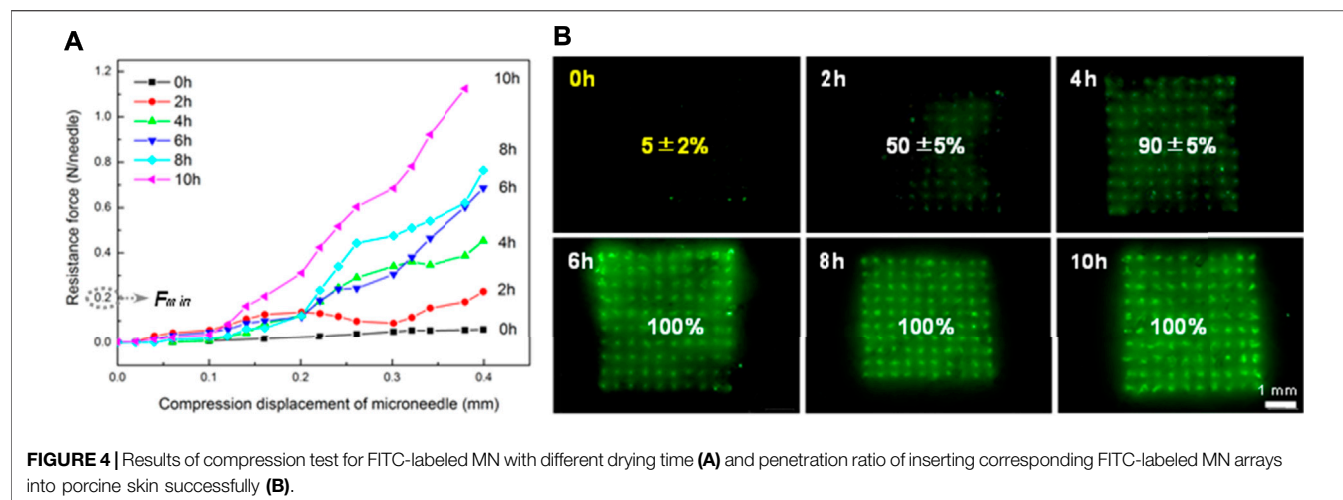 A
Resistance force (N/needle)
1.2
1.0
0.8
0.6
0.4
0.2
0.0
F min
0h
2h
4h
6h
8h
10h
10h
8h
6h
4h
2h
0h
0.0 0.1 0.2 0.3 0.4
Compression displacement of microneedle (mm)
B
0h
5±2%
2h
50±5%
4h
90±5%
6h
100%
8h
100%
10h
100%
1 mm
FIGURE 4 | Results of compression test for FITC-labeled MN with different drying time (A) and penetration ratio of inserting corresponding FITC-labeled MN arrays
into porcine skin successfully (B).